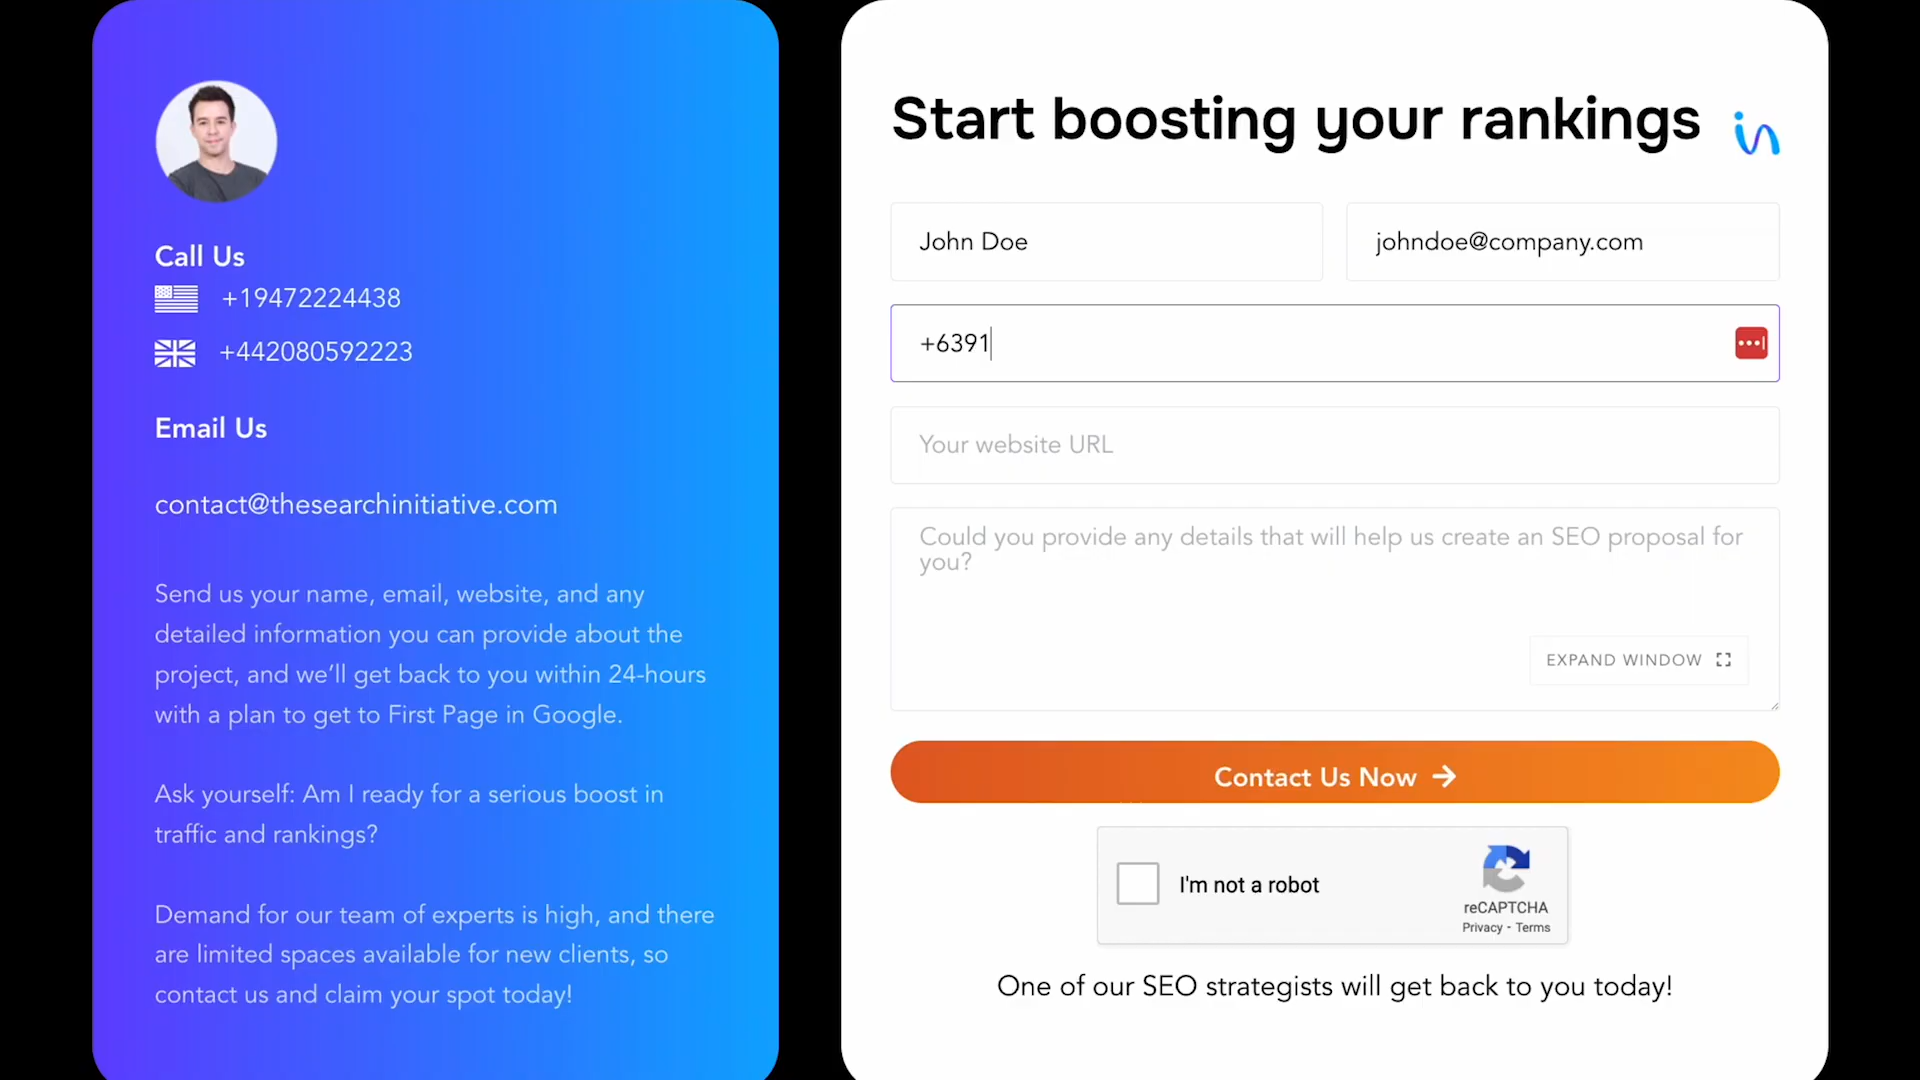 Call Us
+19472224438
+442080592223
Email Us
contact@thesearchinitiative.com
Send us your name, email, website, and any
detailed information you can provide about the
project, and we’ll get back to you within 24-hours
with a plan to get to First Page in Google.
Ask yourself: Am I ready for a serious boost in
traffic and rankings?
Demand for our team of experts is high, and there
are limited spaces available for new clients, so
contact us and claim your spot today!
Start boosting your rankings
John Doe
johndoe@company.com
+6391
Your website URL
Could you provide any details that will help us create an SEO proposal for
you?
EXPAND WINDOW
Contact Us Now
I'm not a robot
reCAPTCHA
Privacy - Terms
One of our SEO strategists will get back to you today!